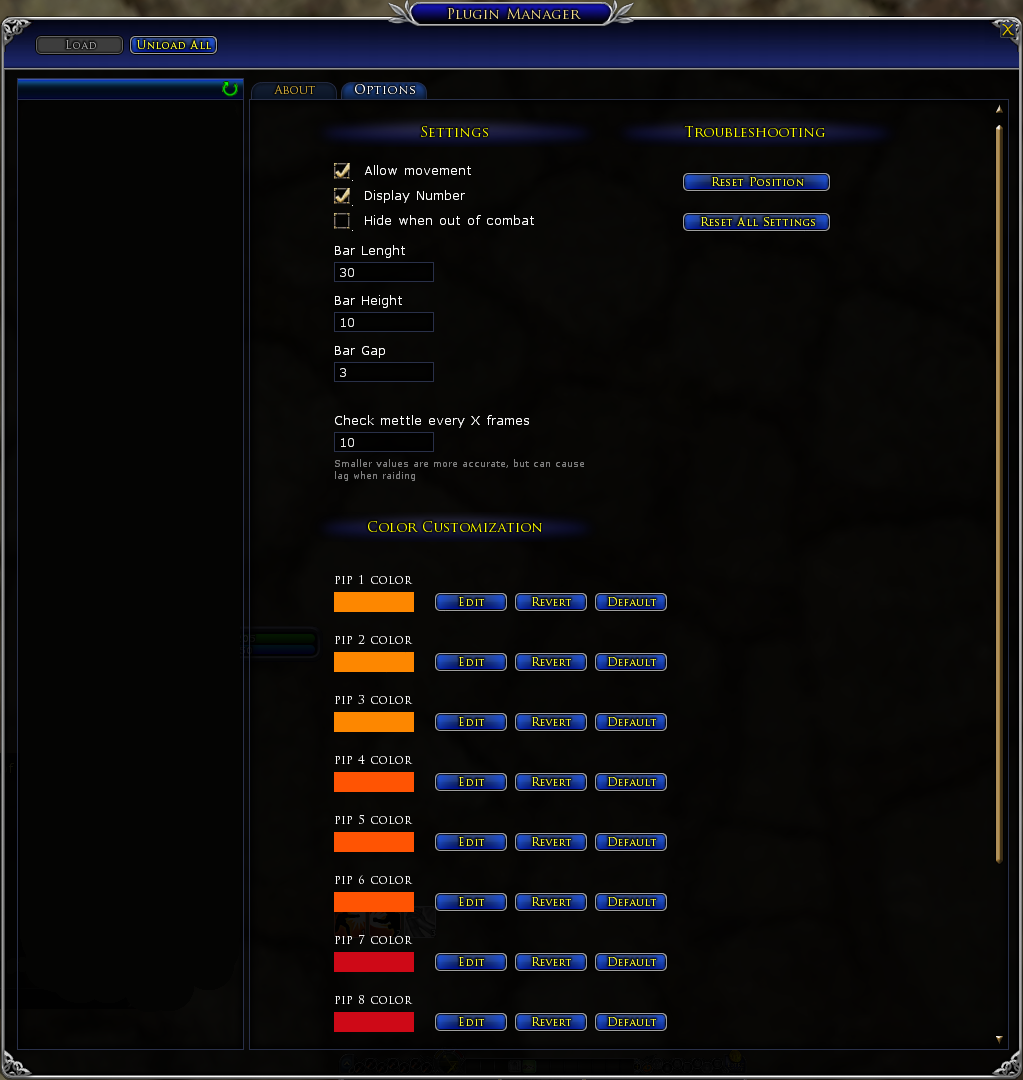 Plugin Manager
Load
Unload All
About
Options
Settings
Troubleshooting
Allow movement
Display Number
Hide when out of combat
Reset Position
Reset All Settings
Bar Lenght
30
Bar Height
10
Bar Gap
3
Check mettle every X frames
10
Smaller values are more accurate, but can cause
lag when raiding
Color Customization
PIP 1 COLOR
Edit Revert Default
PIP 2 COLOR
Edit Revert Default
PIP 3 COLOR
Edit Revert Default
PIP 4 COLOR
Edit Revert Default
PIP 5 COLOR
Edit Revert Default
PIP 6 COLOR
Edit Revert Default
PIP 7 COLOR
Edit Revert Default
PIP 8 COLOR
Edit Revert Default